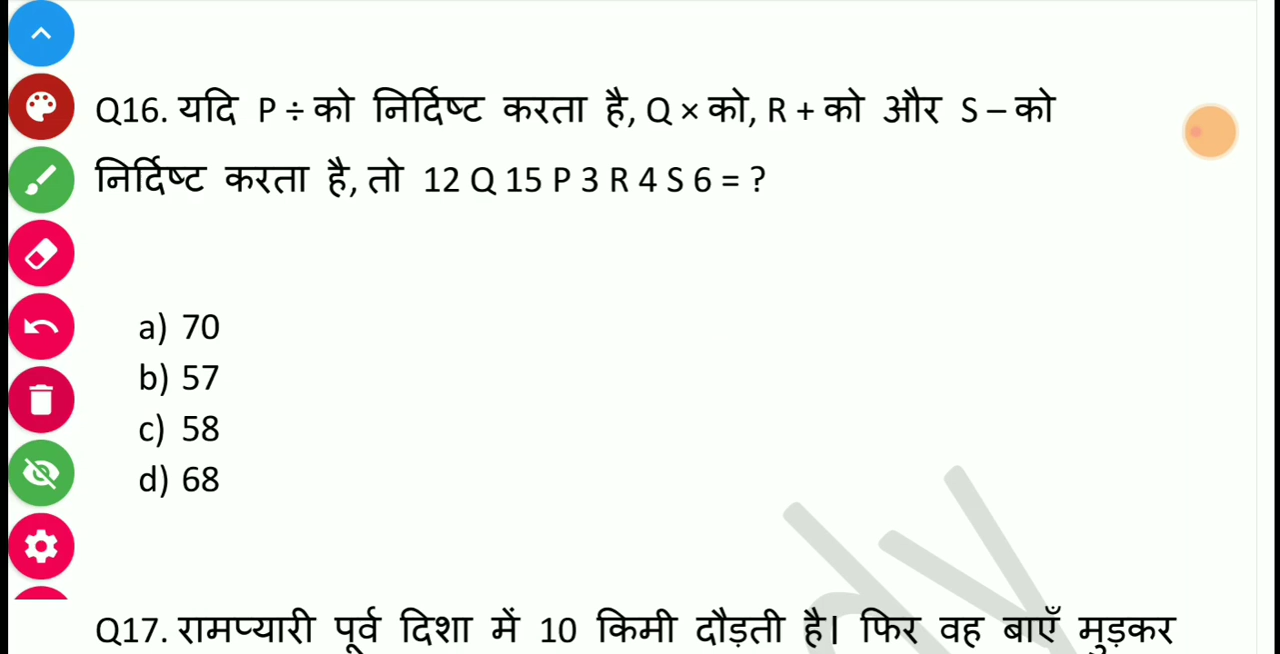 Q16. यदि P ÷ को निर्दिष्ट करता है, Q × को, R + को और S – को
निर्दिष्ट करता है, तो 12 Q 15 P 3 R 4 S 6 = ?
a) 70
b) 57
c) 58
d) 68
Q17. रामप्यारी पूर्व दिशा में 10 किमी दौड़ती है। फिर वह बाएँ मुड़कर
dy